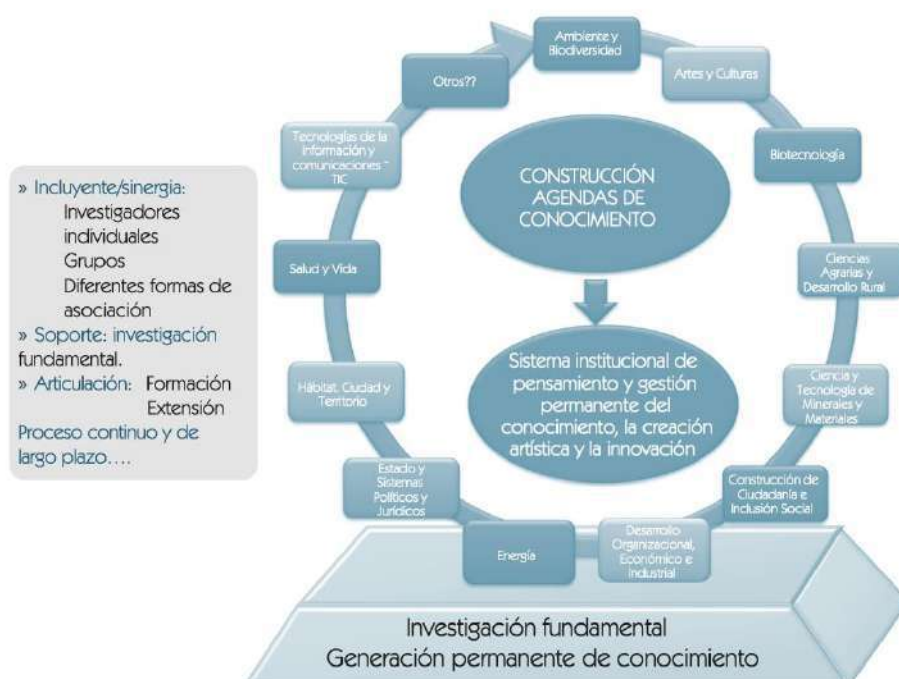 » Incluyente/sinergia:
Investigadores
individuales
Grupos
Diferentes formas de
asociación
» Soporte: investigación
fundamental.
» Articulación: Formación
Extensión
Proceso continuo y de
largo plazo....
Ambiente y
Biodiversidad
Artes y Culturas
Biotecnología
Ciencias
Agrarias y
Desarrollo Rural
Ciencia y
Tecnología de
Minerales y
Materiales
Construcción de
Ciudadanía e
Inclusión Social
Desarrollo
Organizacional,
Económico e
Industrial
Energía
Estado y
Sistemas
Políticos y
Jurídicos
Hábitat, Ciudad y
Territorio
Salud y Vida
Tecnologías de la
información y
comunicaciones -
TIC
Otros??
CONSTRUCCIÓN
AGENDAS DE
CONOCIMIENTO
Sistema institucional de
pensamiento y gestión
permanente del
conocimiento, la creación
artística y la innovación
Investigación fundamental
Generación permanente de conocimiento